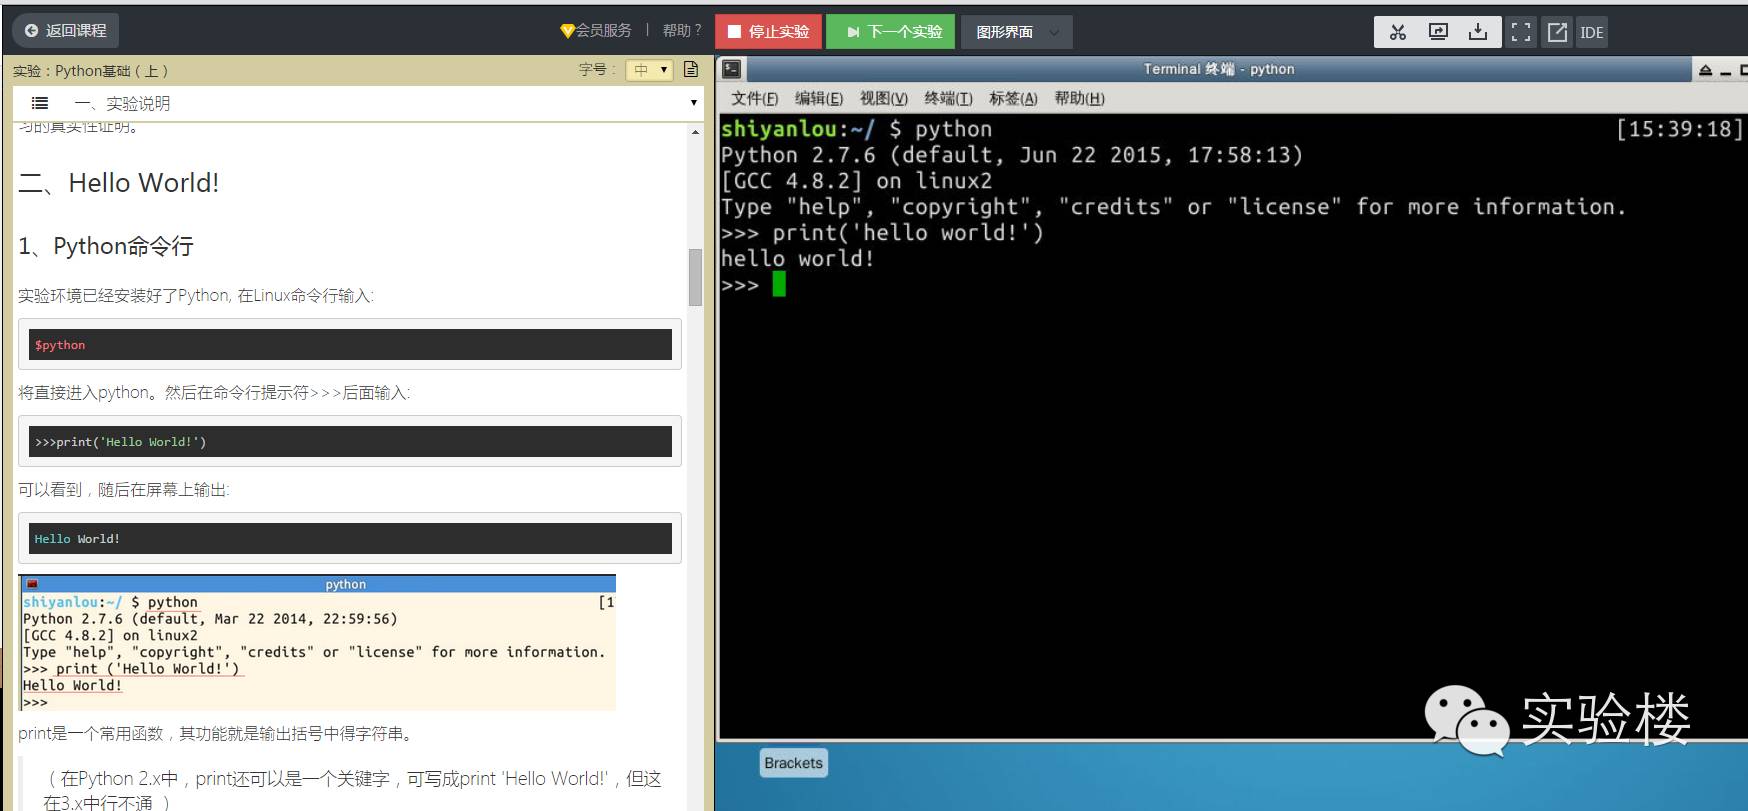 返回课程
会员服务 | 帮助 ?
停止实验
下一个实验
图形界面
IDE
实验：Python基础（上）
字号：
中
一、实验说明
习的真实性证明。
二、Hello World!
1、Python命令行
实验环境已经安装好了Python, 在Linux命令行输入:
$python
将直接进入python。然后在命令行提示符>>>后面输入:
>>>print('Hello World!')
可以看到，随后在屏幕上输出:
Hello World!
python
shiyanlou:~/ $ python [1
Python 2.7.6 (default, Mar 22 2014, 22:59:56)
[GCC 4.8.2] on linux2
Type "help", "copyright", "credits" or "license" for more information.
>>> print ('Hello World!')
Hello World!
>>>
print是一个常用函数，其功能就是输出括号中得字符串。
（在Python 2.x中，print还可以是一个关键字，可写成print 'Hello World!'，但这
在3.x中行不通 ）
Terminal 终端 - python
文件(F) 编辑(E) 视图(V) 终端(T) 标签(A) 帮助(H)
shiyanlou:~/ $ python [15:39:18]
Python 2.7.6 (default, Jun 22 2015, 17:58:13)
[GCC 4.8.2] on linux2
Type "help", "copyright", "credits" or "license" for more information.
>>> print('hello world!')
hello world!
>>>
实验楼
Brackets